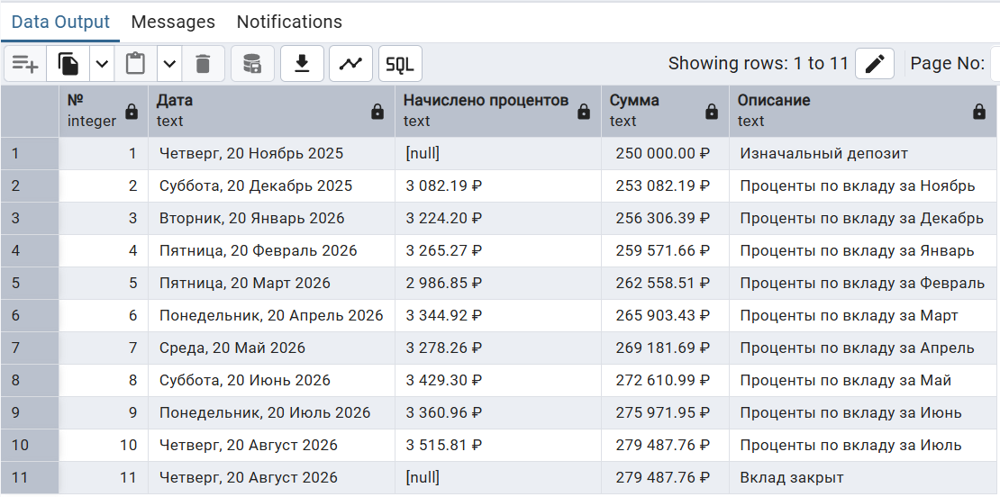 Data Output Messages Notifications
SQL Showing rows: 1 to 11 Page No:
№ Дата Начислено процентов Сумма Описание
integer text text text text
1 1 Четверг, 20 Ноябрь 2025 [null] 250 000.00 ₽ Изначальный депозит
2 2 Суббота, 20 Декабрь 2025 3 082.19 ₽ 253 082.19 ₽ Проценты по вкладу за Ноябрь
3 3 Вторник, 20 Январь 2026 3 224.20 ₽ 256 306.39 ₽ Проценты по вкладу за Декабрь
4 4 Пятница, 20 Февраль 2026 3 265.27 ₽ 259 571.66 ₽ Проценты по вкладу за Январь
5 5 Пятница, 20 Март 2026 2 986.85 ₽ 262 558.51 ₽ Проценты по вкладу за Февраль
6 6 Понедельник, 20 Апрель 2026 3 344.92 ₽ 265 903.43 ₽ Проценты по вкладу за Март
7 7 Среда, 20 Май 2026 3 278.26 ₽ 269 181.69 ₽ Проценты по вкладу за Апрель
8 8 Суббота, 20 Июнь 2026 3 429.30 ₽ 272 610.99 ₽ Проценты по вкладу за Май
9 9 Понедельник, 20 Июль 2026 3 360.96 ₽ 275 971.95 ₽ Проценты по вкладу за Июнь
10 10 Четверг, 20 Август 2026 3 515.81 ₽ 279 487.76 ₽ Проценты по вкладу за Июль
11 11 Четверг, 20 Август 2026 [null] 279 487.76 ₽ Вклад закрыт